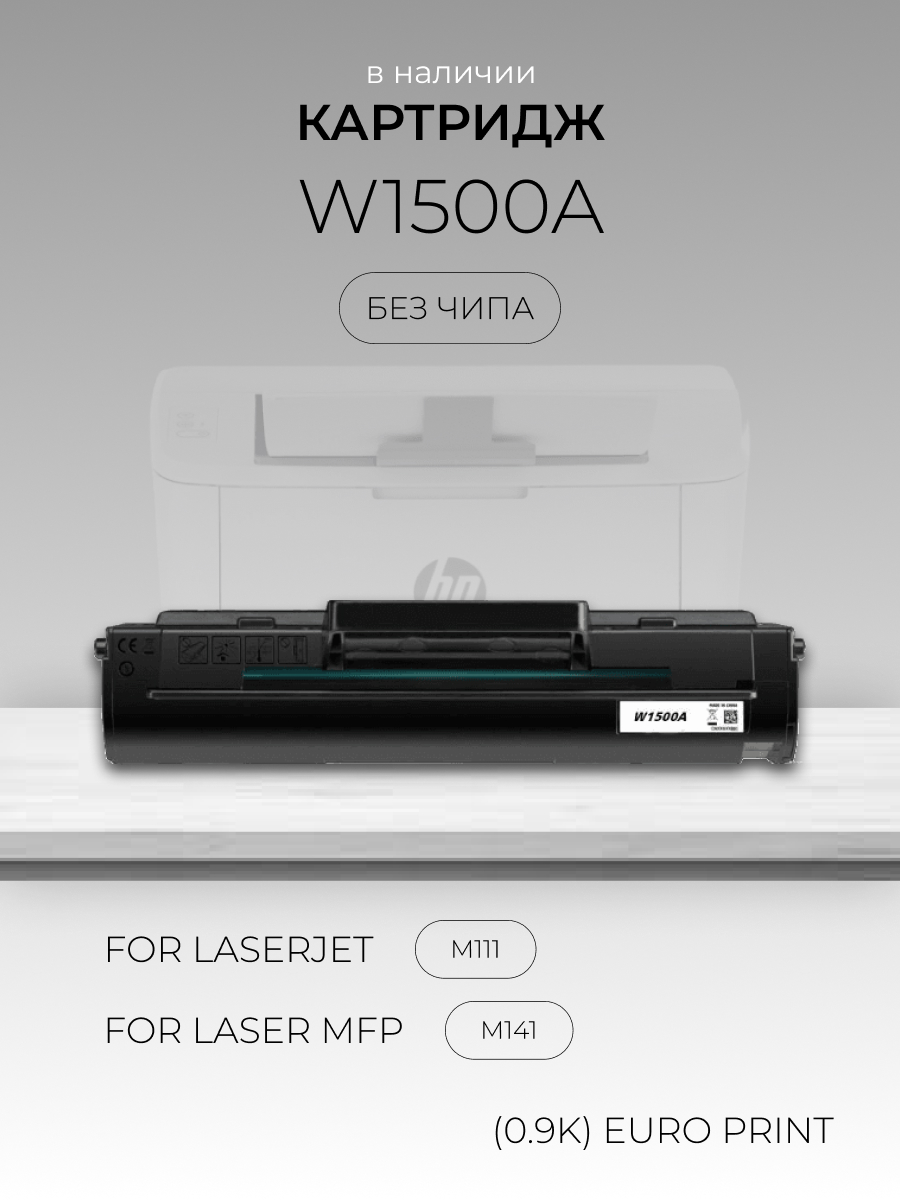 в наличии
КАРТРИДЖ
W1500A
БЕЗ ЧИПА
hp
CE
W1500A
MADE IN CHINA
FOR LASERJET M111
FOR LASER MFP M141
(0.9K) EURO PRINT